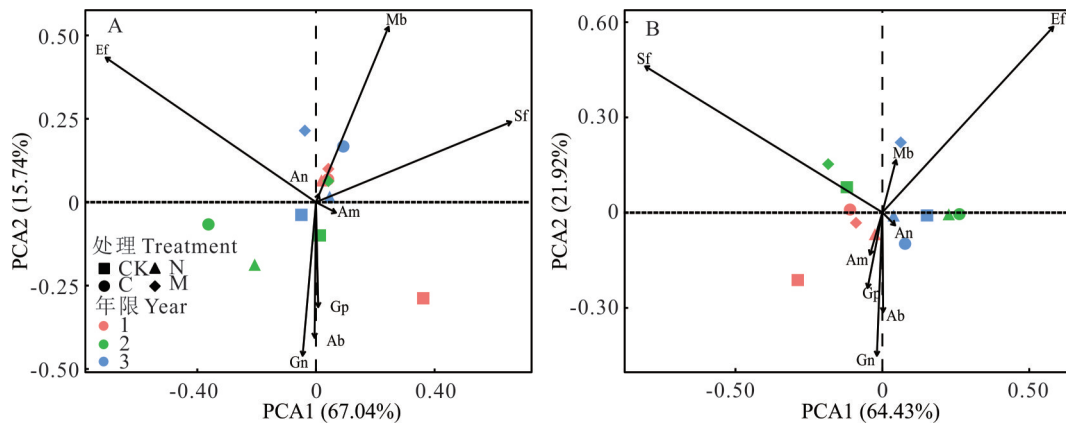 A
Mb
0.50
Ef
0.25
Sf
An
0
Am
处理 Treatment
CK N
C M
-0.25
Gp
年限 Year
1
Ab
2
Gn
3
-0.50
0
0.40
PCA1 (67.04%)
PCA2 (15.74%)
B
0.60
Ef
Sf
0.30
Mb
0
An
Am
Gp
-0.30
Ab
Gn
-0.50
0
0.50
PCA1 (64.43%)
PCA2 (21.92%)